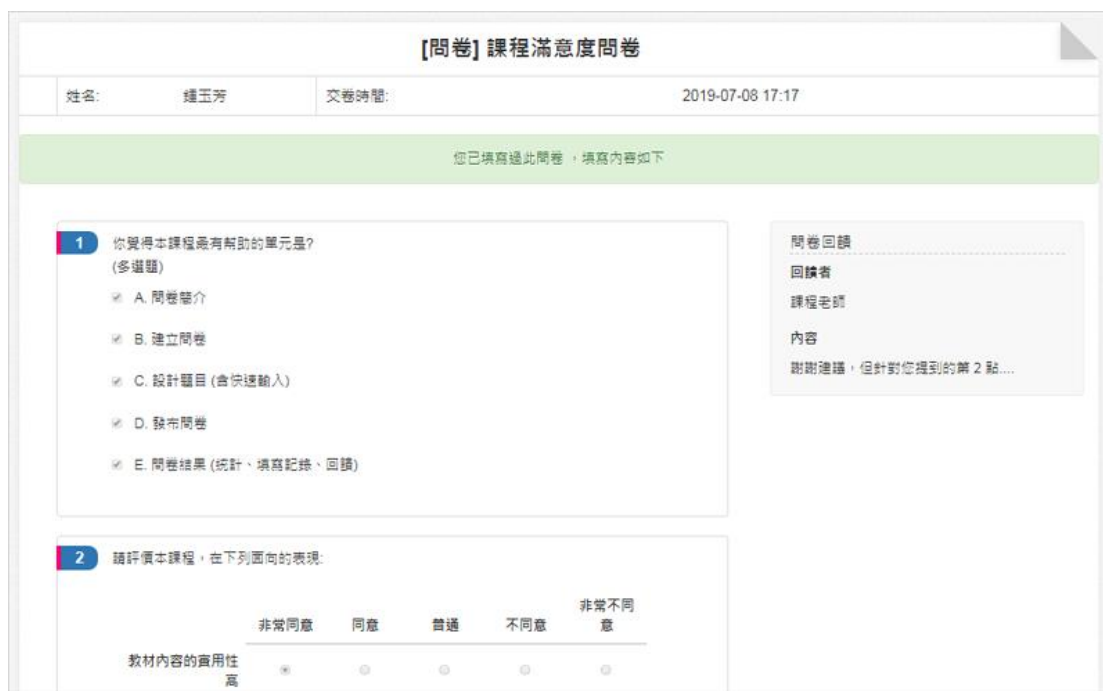 [問卷] 課程滿意度問卷
姓名: 鍾玉芳 交卷時間: 2019-07-08 17:17
您已填寫過此問卷 ，填寫內容如下
1 你覺得本課程最有幫助的單元是?
(多選題)
A. 問卷簡介
B. 建立問卷
C. 設計題目 (含快速輸入)
D. 發布問卷
E. 問卷結果 (統計、填寫記錄、回饋)
問卷回饋
回饋者
課程老師
內容
謝謝建議，但針對您提到的第 2 點....
2 請評價本課程，在下列面向的表現:
非常同意 同意 普通 不同意 非常不同
意
教材內容的實用性
高